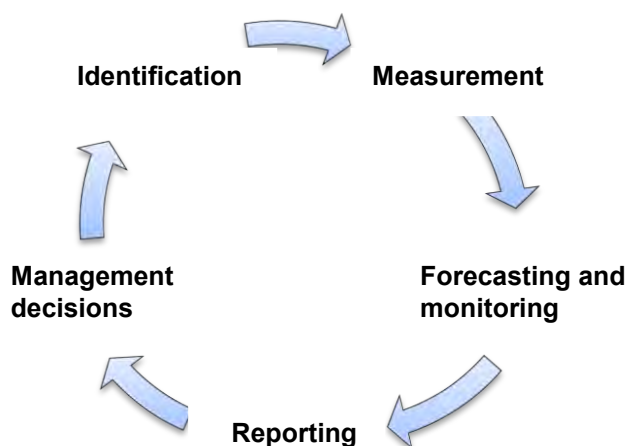 Identification
Measurement
Forecasting and
monitoring
Reporting
Management
decisions